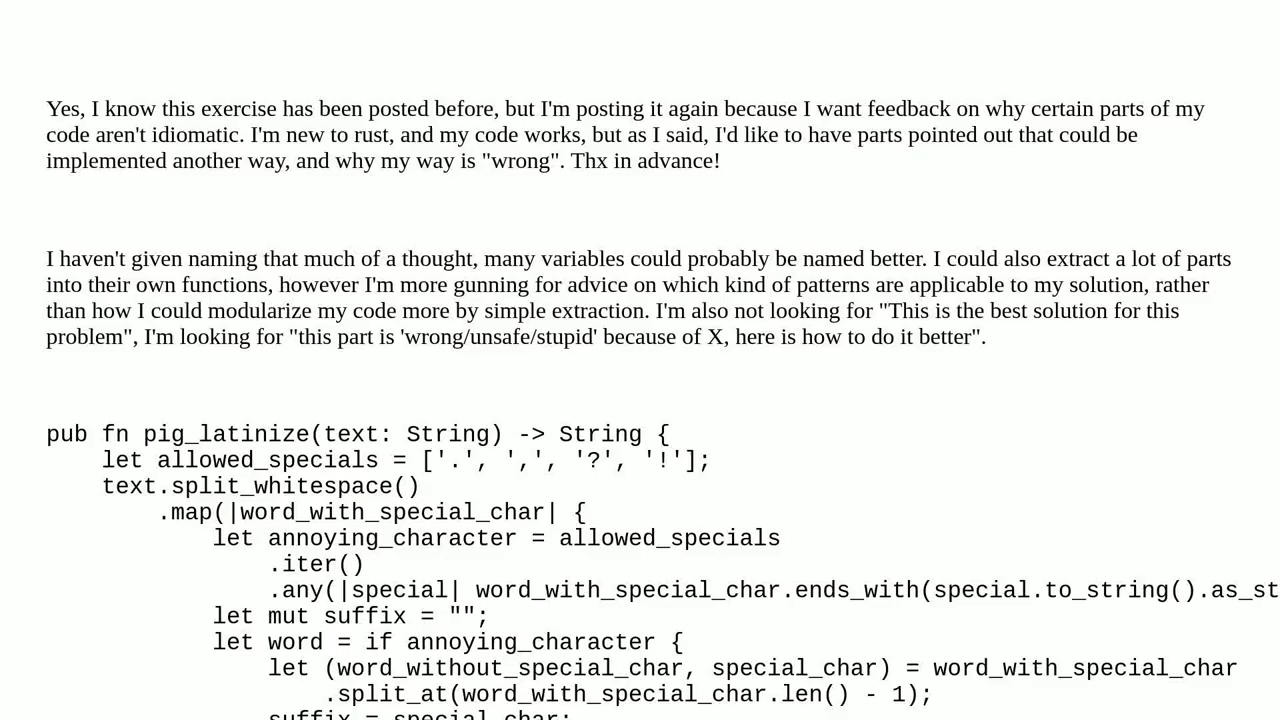 Yes, I know this exercise has been posted before, but I'm posting it again because I want feedback on why certain parts of my
code aren't idiomatic. I'm new to rust, and my code works, but as I said, I'd like to have parts pointed out that could be
implemented another way, and why my way is "wrong". Thx in advance!
I haven't given naming that much of a thought, many variables could probably be named better. I could also extract a lot of parts
into their own functions, however I'm more gunning for advice on which kind of patterns are applicable to my solution, rather
than how I could modularize my code more by simple extraction. I'm also not looking for "This is the best solution for this
problem", I'm looking for "this part is 'wrong/unsafe/stupid' because of X, here is how to do it better".
pub fn pig_latinize(text: String) -> String {
    let allowed_specials = ['.', ',', '?', '!'];
    text.split_whitespace()
        .map(|word_with_special_char| {
            let annoying_character = allowed_specials
                .iter()
                .any(|special| word_with_special_char.ends_with(special.to_string().as_st
            let mut suffix = "";
            let word = if annoying_character {
                let (word_without_special_char, special_char) = word_with_special_char
                    .split_at(word_with_special_char.len() - 1);
                suffix = special_char;